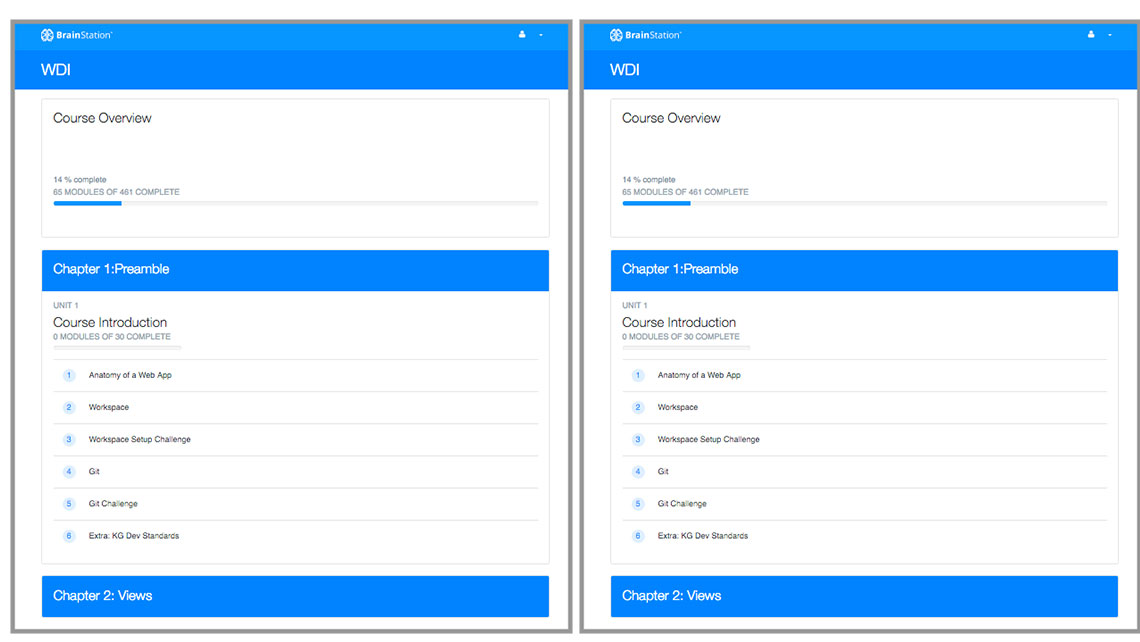 BrainStation
WDI
Course Overview
14 % complete
65 MODULES OF 461 COMPLETE
Chapter 1:Preamble
UNIT 1
Course Introduction
0 MODULES OF 30 COMPLETE
1 Anatomy of a Web App
2 Workspace
3 Workspace Setup Challenge
4 Git
5 Git Challenge
6 Extra: KG Dev Standards
Chapter 2: Views
BrainStation
WDI
Course Overview
14 % complete
65 MODULES OF 461 COMPLETE
Chapter 1:Preamble
UNIT 1
Course Introduction
0 MODULES OF 30 COMPLETE
1 Anatomy of a Web App
2 Workspace
3 Workspace Setup Challenge
4 Git
5 Git Challenge
6 Extra: KG Dev Standards
Chapter 2: Views